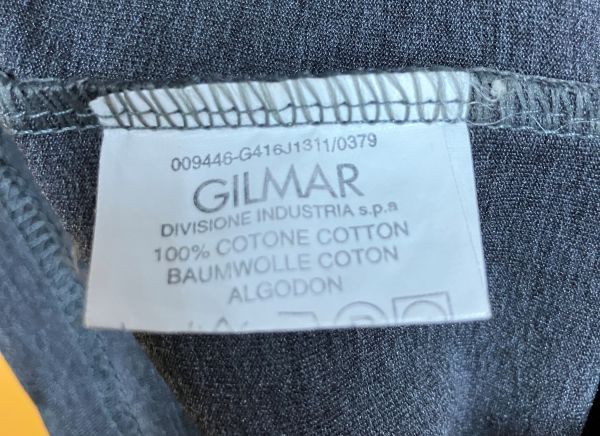 009446-G416J1311/0379
GILMAR
DIVISIONE INDUSTRIA s.p.a
100% COTONE COTTON
BAUMWOLLE COTON
ALGODON